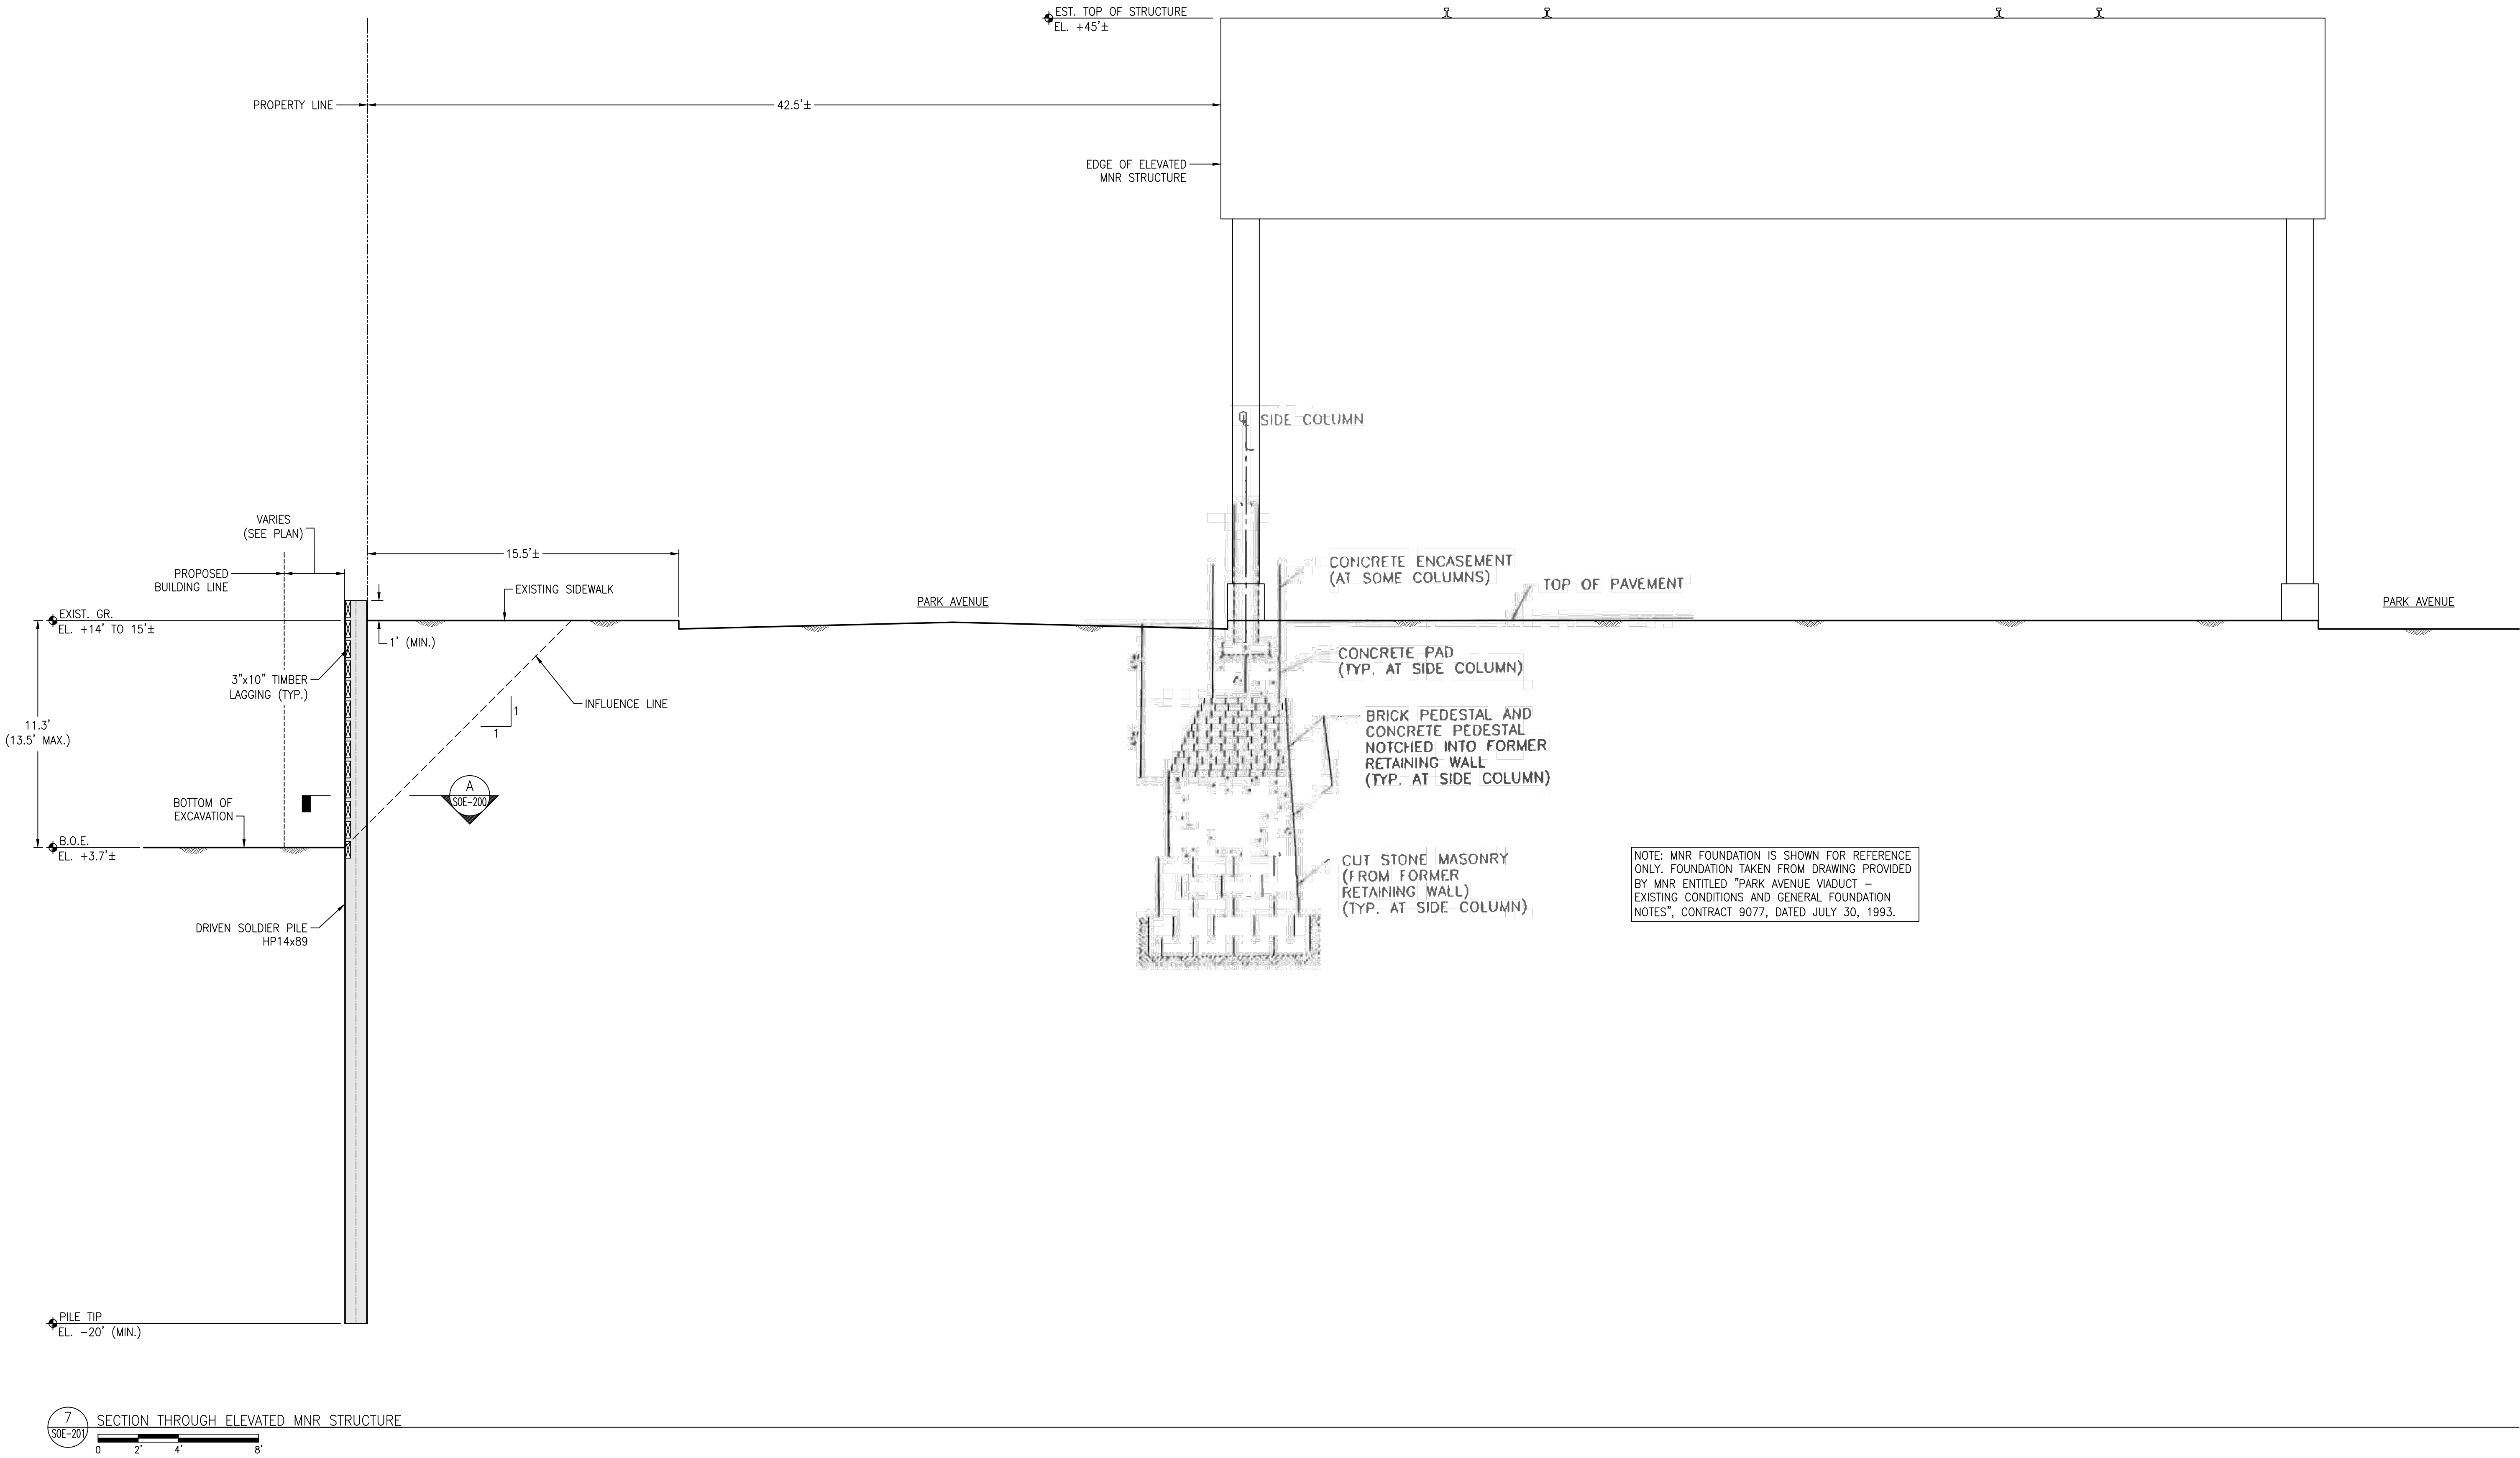 EST. TOP OF STRUCTURE
EL. +45'±
PROPERTY LINE
42.5'±
EDGE OF ELEVATED
MNR STRUCTURE
℄ SIDE COLUMN
VARIES
(SEE PLAN)
15.5'±
PROPOSED
BUILDING LINE
EXISTING SIDEWALK
PARK AVENUE
CONCRETE ENCASEMENT
(AT SOME COLUMNS)
TOP OF PAVEMENT
PARK AVENUE
EXIST. GR.
EL. +14' TO 15'±
1' (MIN.)
3"x10" TIMBER
LAGGING (TYP.)
INFLUENCE LINE
1
1
CONCRETE PAD
(TYP. AT SIDE COLUMN)
11.3'
(13.5' MAX.)
BRICK PEDESTAL AND
CONCRETE PEDESTAL
NOTCHED INTO FORMER
RETAINING WALL
(TYP. AT SIDE COLUMN)
A
SOE-200
BOTTOM OF
EXCAVATION
B.O.E.
EL. +3.7'±
CUT STONE MASONRY
(FROM FORMER
RETAINING WALL)
(TYP. AT SIDE COLUMN)
NOTE: MNR FOUNDATION IS SHOWN FOR REFERENCE
ONLY. FOUNDATION TAKEN FROM DRAWING PROVIDED
BY MNR ENTITLED "PARK AVENUE VIADUCT –
EXISTING CONDITIONS AND GENERAL FOUNDATION
NOTES", CONTRACT 9077, DATED JULY 30, 1993.
DRIVEN SOLDIER PILE
HP14x89
PILE TIP
EL. −20' (MIN.)
7
SOE-201
SECTION THROUGH ELEVATED MNR STRUCTURE
0 2' 4' 8'